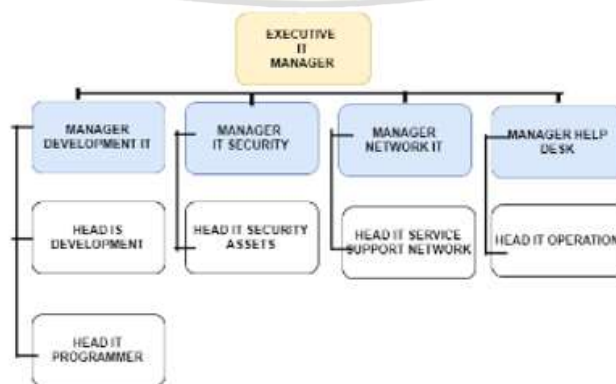 EXECUTIVE
IT
MANAGER
MANAGER
DEVELOPMENT IT
MANAGER
IT SECURITY
MANAGER
NETWORK IT
MANAGER HELP
DESK
HEAD IS
DEVELOPMENT
HEAD IT SECURITY
ASSETS
HEAD IT SERVICE
SUPPORT NETWORK
HEAD IT OPERATION
HEAD IT
PROGRAMMER